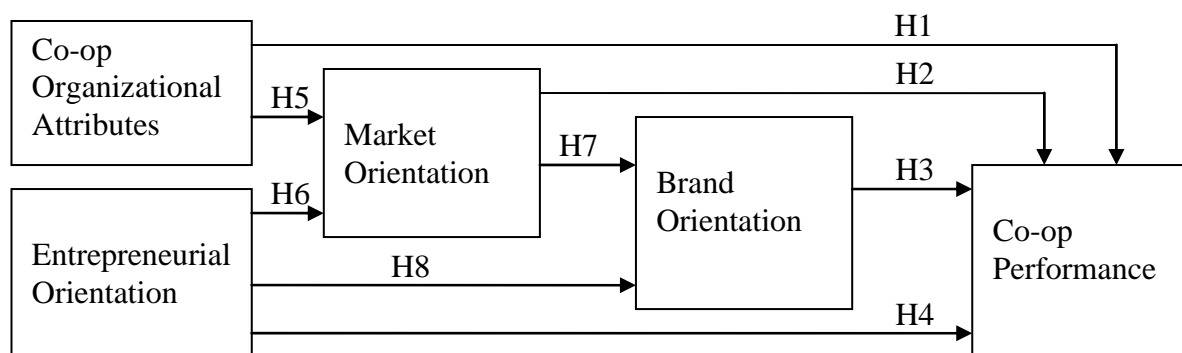 H1
Co-op
Organizational
Attributes
H2
H5
Market
Orientation
H7
H3
Brand
Orientation
H6
Co-op
Performance
Entrepreneurial
Orientation
H8
H4